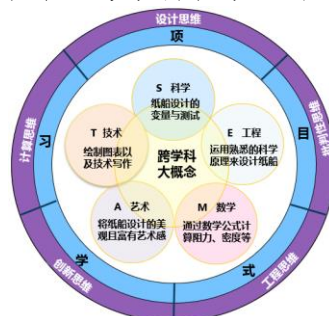 设计思维
项
S 科学
纸船设计的
变量与测试
计算思维
习
T 技术
绘制图表以
及技术写作
跨学科
大概念
E 工程
运用熟悉的科学
原理来设计纸船
目
批判性思维
A 艺术
将纸船设计的美
观且富有艺术感
M 数学
通过数学公式计
算阻力、密度等
学
式
创新思维
工程思维